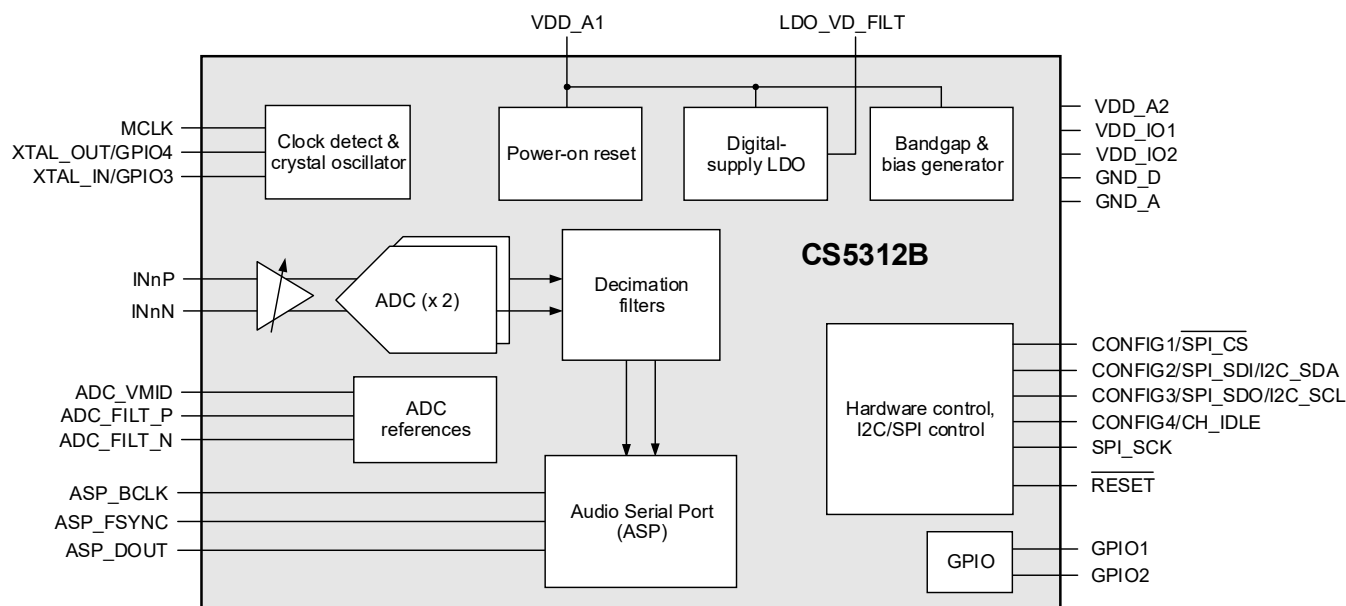 VDD_A1
LDO_VD_FILT
MCLK
XTAL_OUT/GPIO4
XTAL_IN/GPIO3
Clock detect &
crystal oscillator
Power-on reset
Digital-
supply LDO
Bandgap &
bias generator
VDD_A2
VDD_IO1
VDD_IO2
GND_D
GND_A
CS5312B
INnP
INnN
ADC (x 2)
Decimation
filters
ADC_VMID
ADC_FILT_P
ADC_FILT_N
ADC
references
Hardware control,
I2C/SPI control
CONFIG1/SPI_CS
CONFIG2/SPI_SDI/I2C_SDA
CONFIG3/SPI_SDO/I2C_SCL
CONFIG4/CH_IDLE
SPI_SCK
RESET
ASP_BCLK
ASP_FSYNC
ASP_DOUT
Audio Serial Port
(ASP)
GPIO
GPIO1
GPIO2